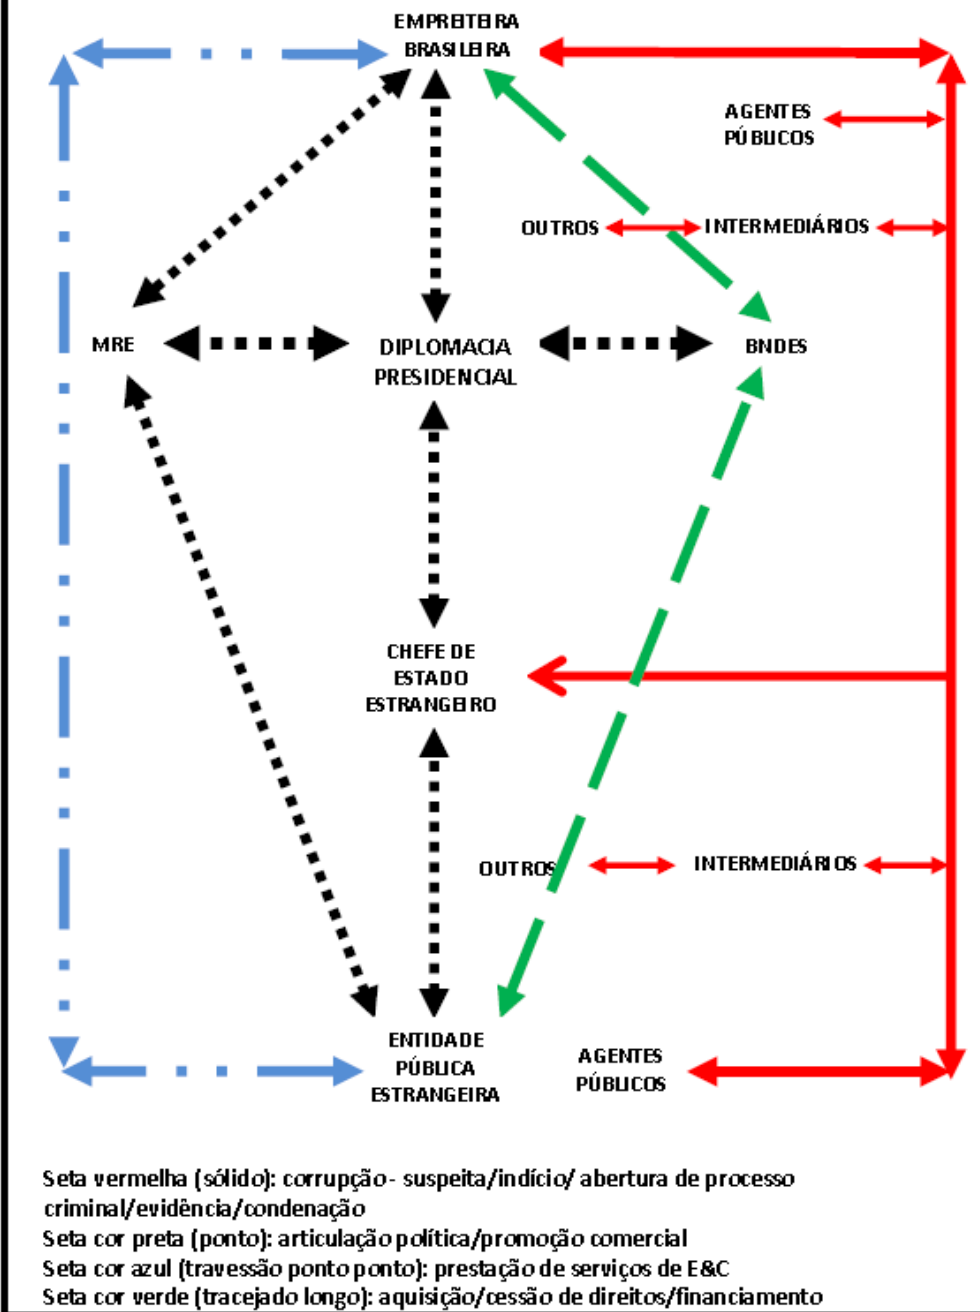 EMPREITEIRA
BRASILEIRA
AGENTES
PÚBLICOS
OUTROS
INTERMEDIÁRIOS
MRE
DIPLOMACIA
PRESIDENCIAL
BNDES
CHEFE DE
ESTADO
ESTRANGEIRO
OUTROS
INTERMEDIÁRIOS
ENTIDADE
PÚBLICA
ESTRANGEIRA
AGENTES
PÚBLICOS
Seta vermelha (sólido): corrupção- suspeita/indício/ abertura de processo
criminal/evidência/condenação
Seta cor preta (ponto): articulação política/promoção comercial
Seta cor azul (travessão ponto ponto): prestação de serviços de E&C
Seta cor verde (tracejado longo): aquisição/cessão de direitos/financiamento